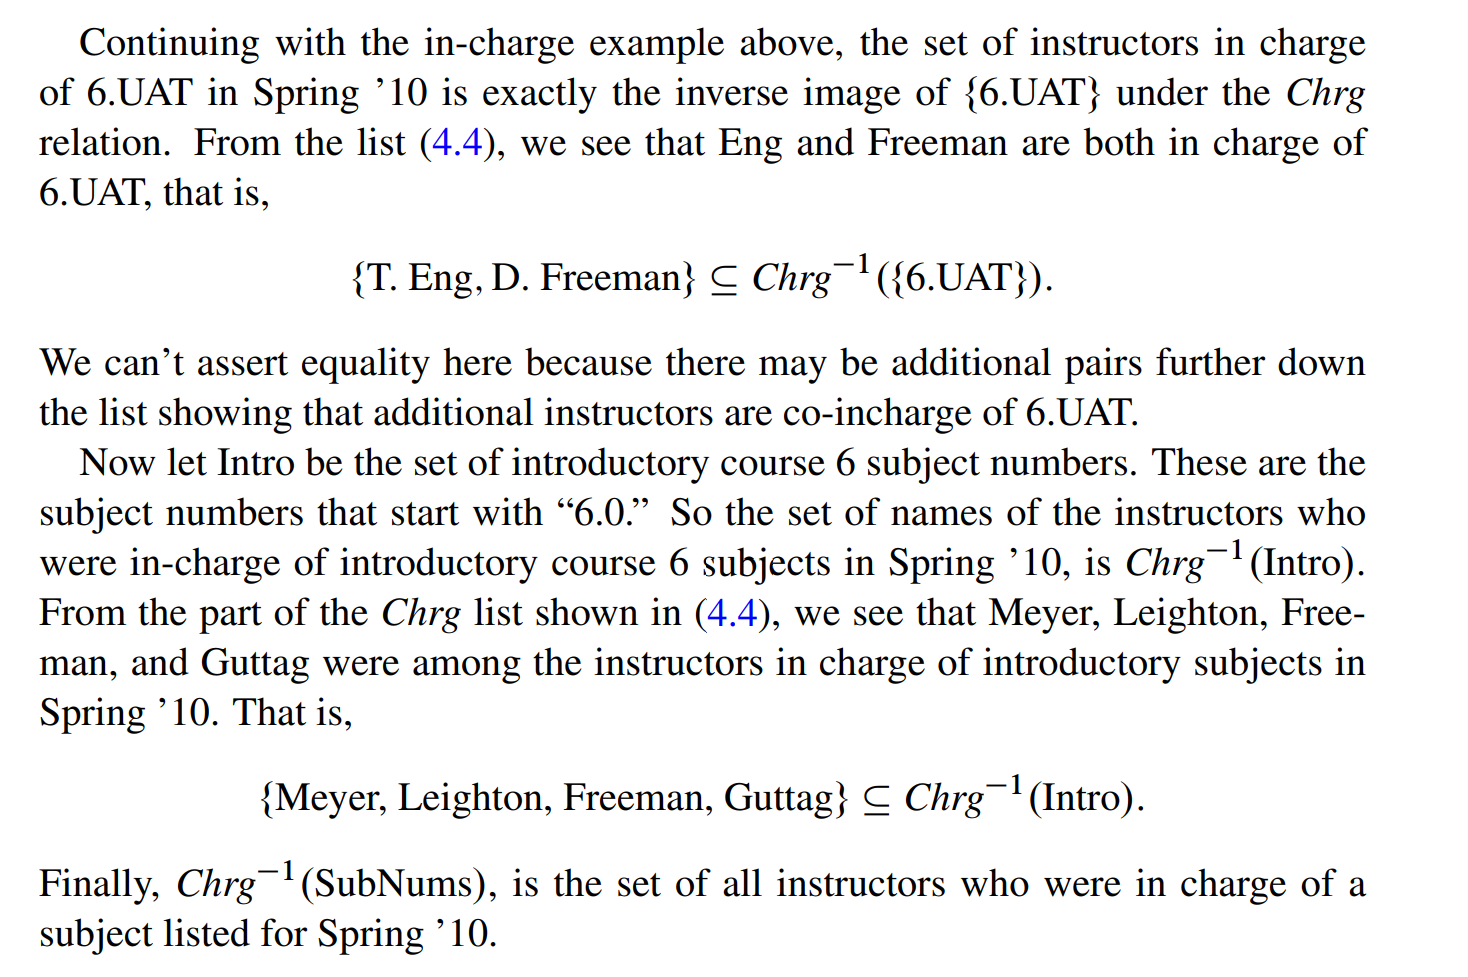 Continuing with the in-charge example above, the set of instructors in charge
of 6.UAT in Spring ’10 is exactly the inverse image of {6.UAT} under the Chrg
relation. From the list (4.4), we see that Eng and Freeman are both in charge of
6.UAT, that is,
{T. Eng, D. Freeman} ⊆ Chrg⁻¹({6.UAT}).
We can’t assert equality here because there may be additional pairs further down
the list showing that additional instructors are co-incharge of 6.UAT.
Now let Intro be the set of introductory course 6 subject numbers. These are the
subject numbers that start with “6.0.” So the set of names of the instructors who
were in-charge of introductory course 6 subjects in Spring ’10, is Chrg⁻¹(Intro).
From the part of the Chrg list shown in (4.4), we see that Meyer, Leighton, Free-
man, and Guttag were among the instructors in charge of introductory subjects in
Spring ’10. That is,
{Meyer, Leighton, Freeman, Guttag} ⊆ Chrg⁻¹(Intro).
Finally, Chrg⁻¹(SubNums), is the set of all instructors who were in charge of a
subject listed for Spring ’10.